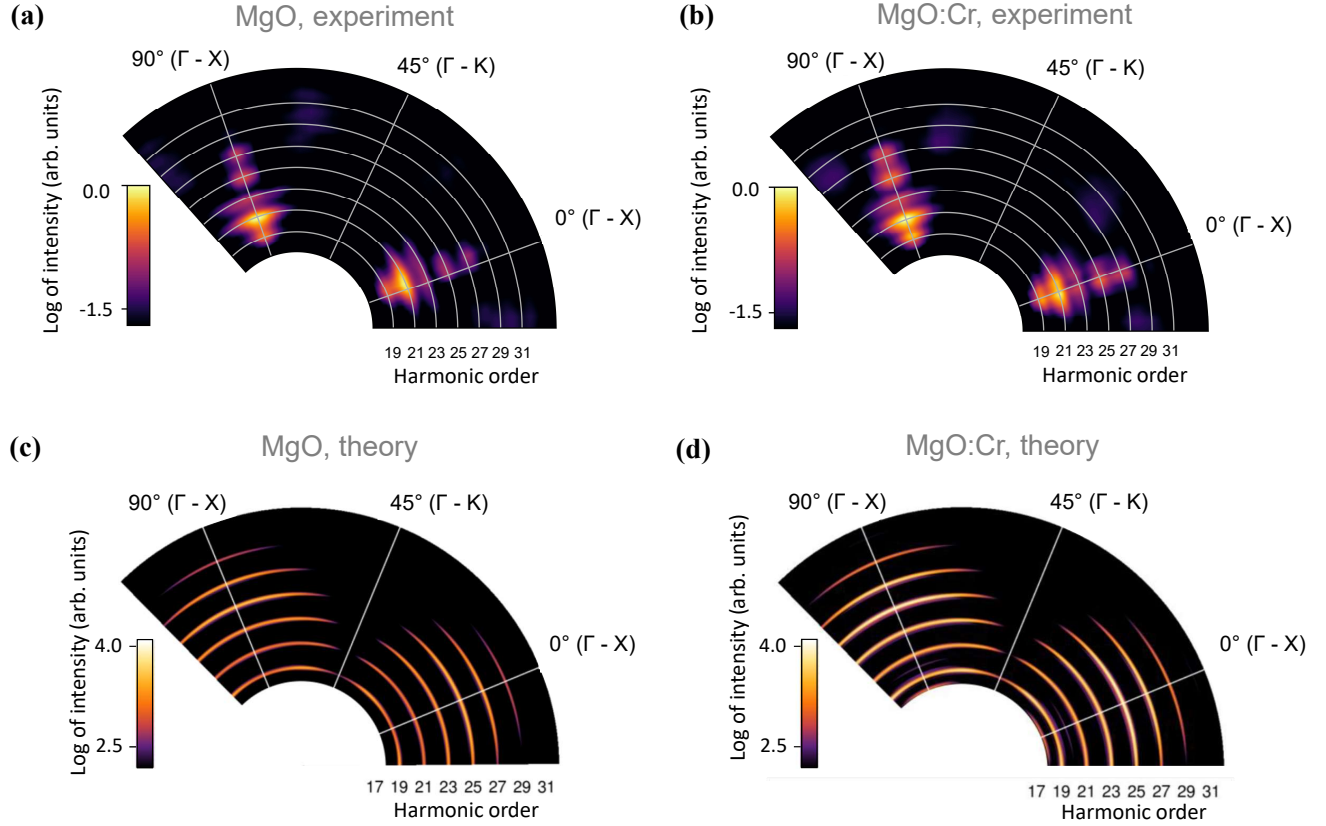 (a)
MgO, experiment
90° (Γ - X)
45° (Γ - K)
0° (Γ - X)
Log of intensity (arb. units)
0.0
-1.5
19 21 23 25 27 29 31
Harmonic order
(b)
MgO:Cr, experiment
90° (Γ - X)
45° (Γ - K)
0° (Γ - X)
Log of intensity (arb. units)
0.0
-1.5
19 21 23 25 27 29 31
Harmonic order
(c)
MgO, theory
90° (Γ - X)
45° (Γ - K)
0° (Γ - X)
Log of intensity (arb. units)
4.0
2.5
17 19 21 23 25 27 29 31
Harmonic order
(d)
MgO:Cr, theory
90° (Γ - X)
45° (Γ - K)
0° (Γ - X)
Log of intensity (arb. units)
4.0
2.5
17 19 21 23 25 27 29 31
Harmonic order